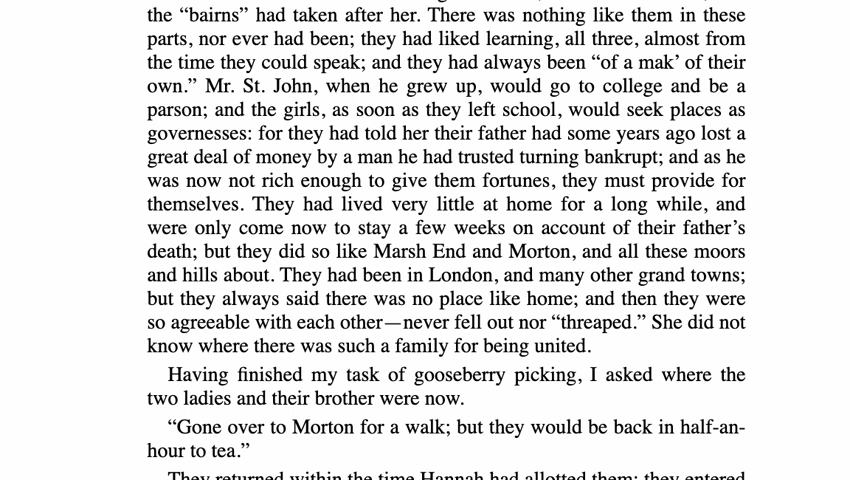 the “bairns” had taken after her. There was nothing like them in these
parts, nor ever had been; they had liked learning, all three, almost from
the time they could speak; and they had always been “of a mak’ of their
own.” Mr. St. John, when he grew up, would go to college and be a
parson; and the girls, as soon as they left school, would seek places as
governesses: for they had told her their father had some years ago lost a
great deal of money by a man he had trusted turning bankrupt; and as he
was now not rich enough to give them fortunes, they must provide for
themselves. They had lived very little at home for a long while, and
were only come now to stay a few weeks on account of their father’s
death; but they did so like Marsh End and Morton, and all these moors
and hills about. They had been in London, and many other grand towns;
but they always said there was no place like home; and then they were
so agreeable with each other—never fell out nor “threaped.” She did not
know where there was such a family for being united.
Having finished my task of gooseberry picking, I asked where the
two ladies and their brother were now.
“Gone over to Morton for a walk; but they would be back in half-an-
hour to tea.”
They returned within the time Hannah had allotted them: they entered